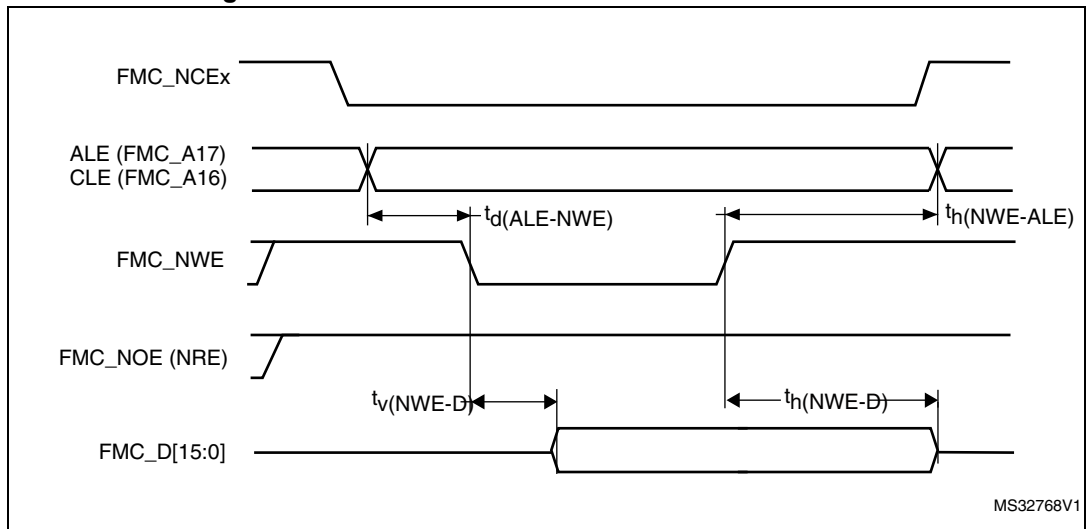 FMC_NCEx
ALE (FMC_A17)
CLE (FMC_A16)
td(ALE-NWE)
th(NWE-ALE)
FMC_NWE
FMC_NOE (NRE)
tv(NWE-D)
th(NWE-D)
FMC_D[15:0]
MS32768V1